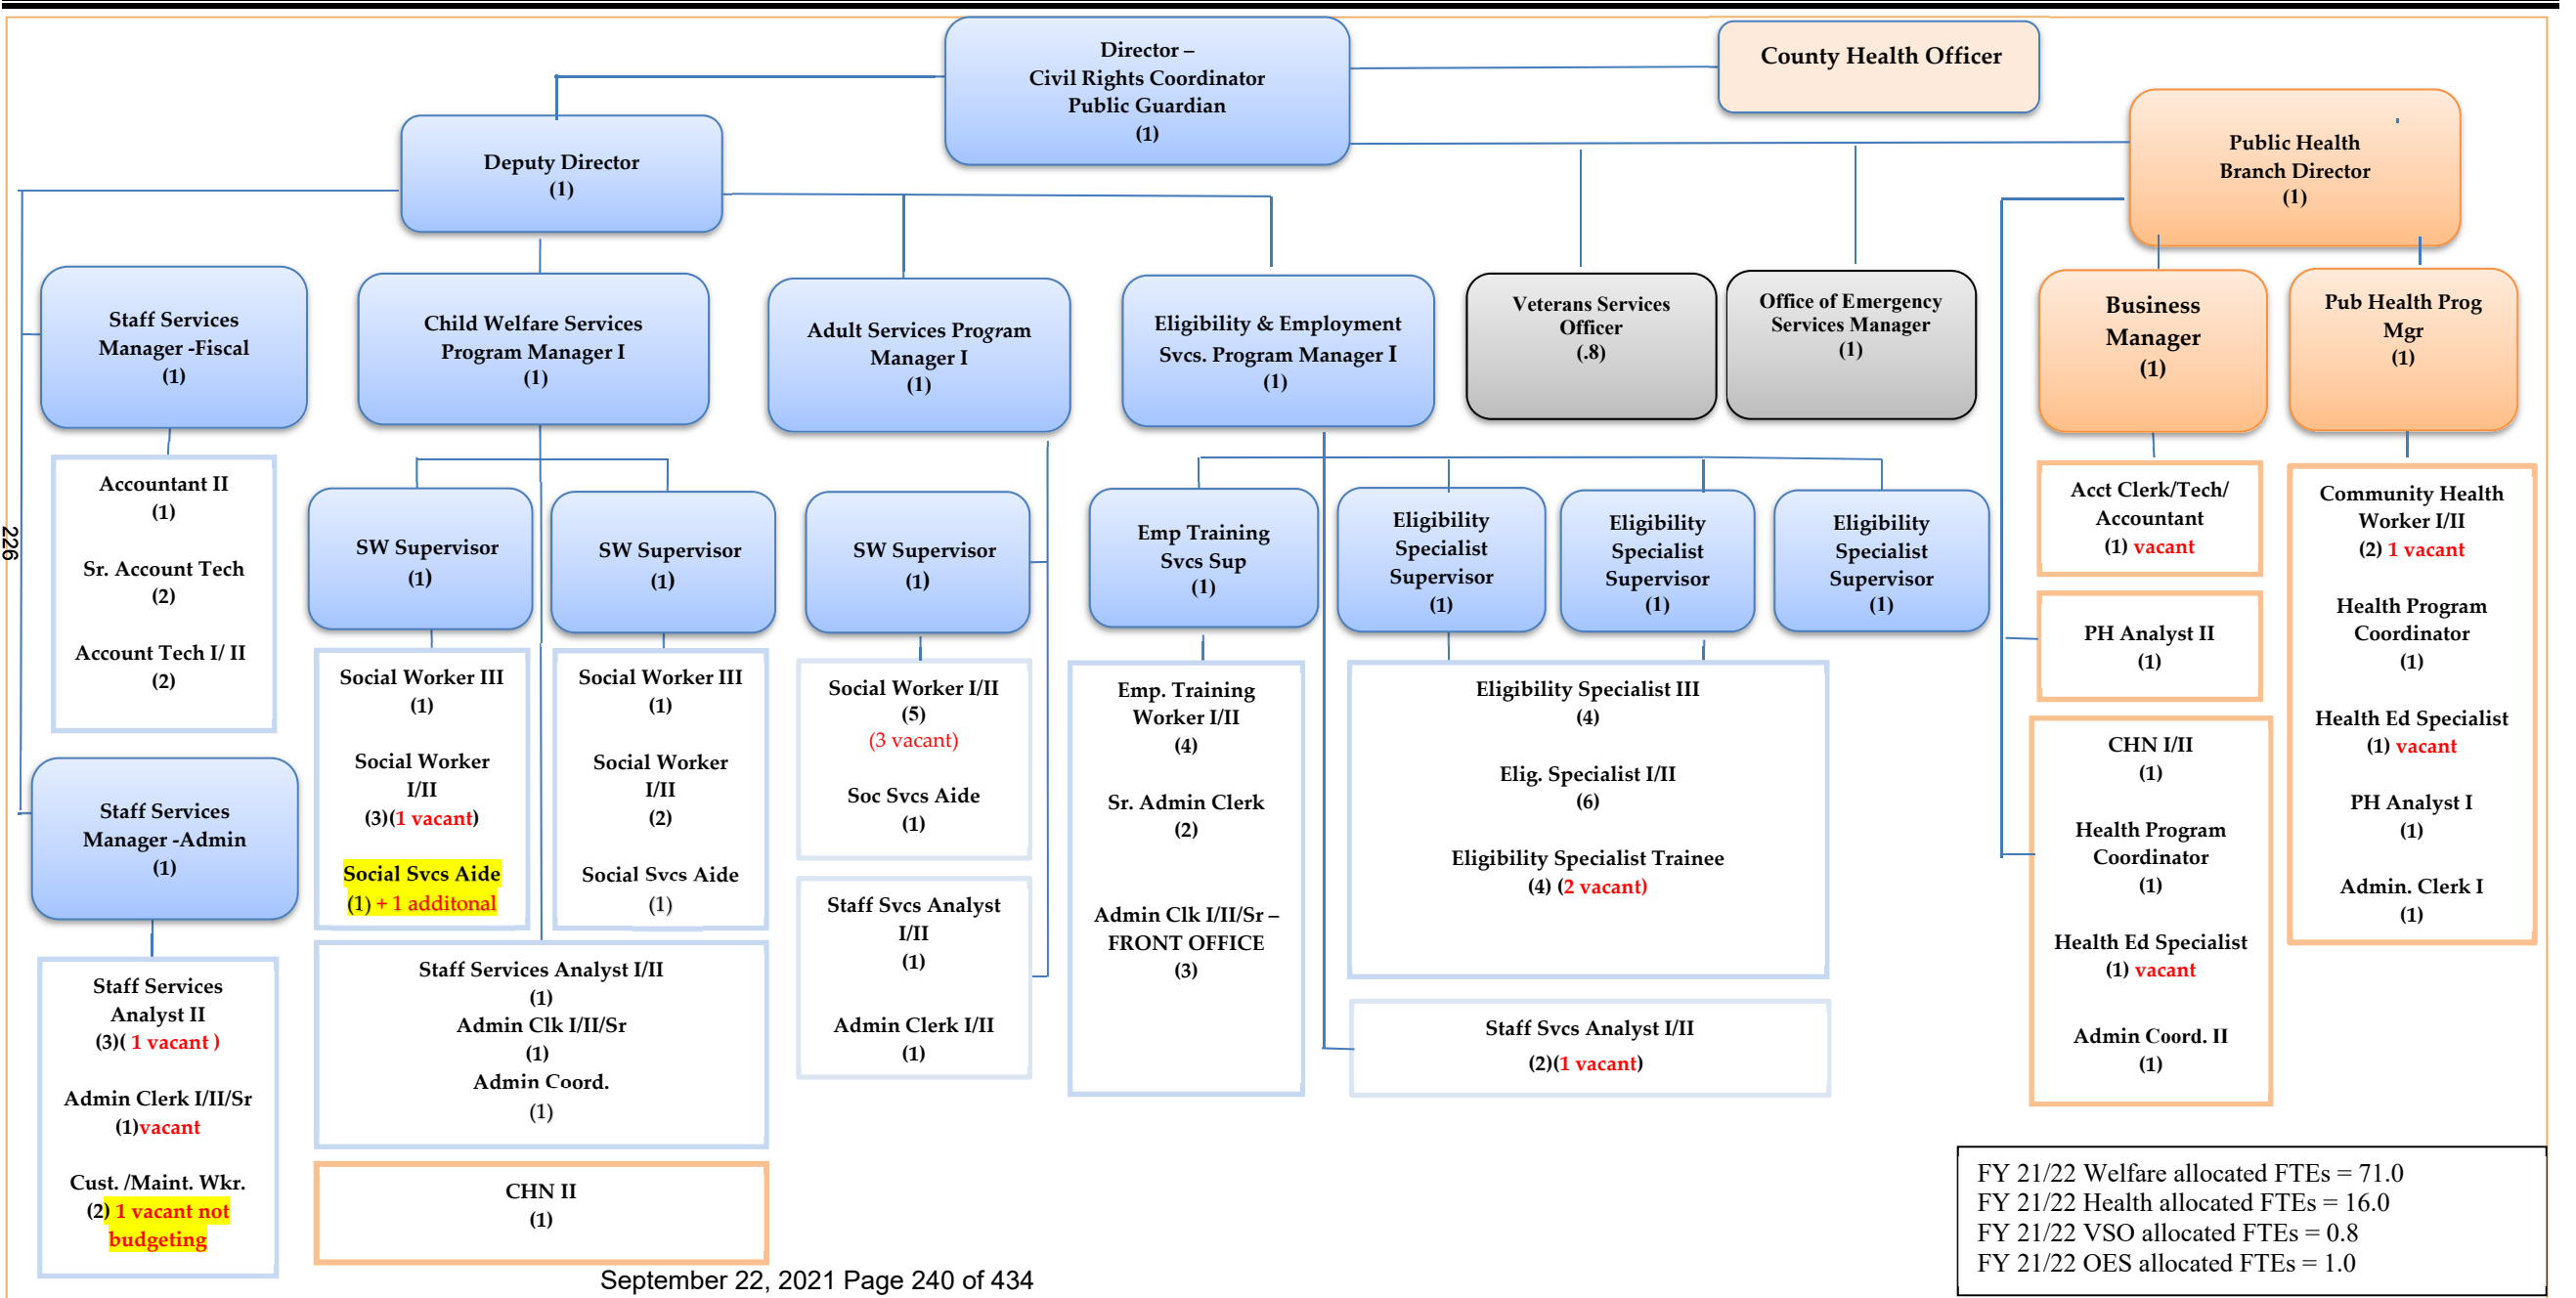 Director –
Civil Rights Coordinator
Public Guardian
(1)
County Health Officer
Public Health
Branch Director
(1)
Deputy Director
(1)
Staff Services
Manager -Fiscal
(1)
Child Welfare Services
Program Manager I
(1)
Adult Services Program
Manager I
(1)
Eligibility & Employment
Svcs. Program Manager I
(1)
Veterans Services
Officer
(.8)
Office of Emergency
Services Manager
(1)
Business
Manager
(1)
Pub Health Prog
Mgr
(1)
Accountant II
(1)
Sr. Account Tech
(2)
Account Tech I/ II
(2)
SW Supervisor
(1)
SW Supervisor
(1)
SW Supervisor
(1)
Emp Training
Svcs Sup
(1)
Eligibility
Specialist
Supervisor
(1)
Eligibility
Specialist
Supervisor
(1)
Eligibility
Specialist
Supervisor
(1)
Acct Clerk/Tech/
Accountant
(1) vacant
PH Analyst II
(1)
CHN I/II
(1)
Health Program
Coordinator
(1)
Health Ed Specialist
(1) vacant
Admin Coord. II
(1)
Community Health
Worker I/II
(2) 1 vacant
Health Program
Coordinator
(1)
Health Ed Specialist
(1) vacant
PH Analyst I
(1)
Admin. Clerk I
(1)
226
Staff Services
Manager -Admin
(1)
Staff Services
Analyst II
(3)( 1 vacant )
Admin Clerk I/II/Sr
(1)vacant
Cust. /Maint. Wkr.
(2) 1 vacant not
budgeting
Social Worker III
(1)
Social Worker
I/II
(3)(1 vacant)
Social Svcs Aide
(1) + 1 additonal
Social Worker III
(1)
Social Worker
I/II
(2)
Social Svcs Aide
(1)
Staff Services Analyst I/II
(1)
Admin Clk I/II/Sr
(1)
Admin Coord.
(1)
CHN II
(1)
Social Worker I/II
(5)
(3 vacant)
Soc Svcs Aide
(1)
Staff Svcs Analyst
I/II
(1)
Admin Clerk I/II
(1)
Emp. Training
Worker I/II
(4)
Sr. Admin Clerk
(2)
Admin Clk I/II/Sr –
FRONT OFFICE
(3)
Eligibility Specialist III
(4)
Elig. Specialist I/II
(6)
Eligibility Specialist Trainee
(4) (2 vacant)
Staff Svcs Analyst I/II
(2)(1 vacant)
FY 21/22 Welfare allocated FTEs = 71.0
FY 21/22 Health allocated FTEs = 16.0
FY 21/22 VSO allocated FTEs = 0.8
FY 21/22 OES allocated FTEs = 1.0
September 22, 2021 Page 240 of 434